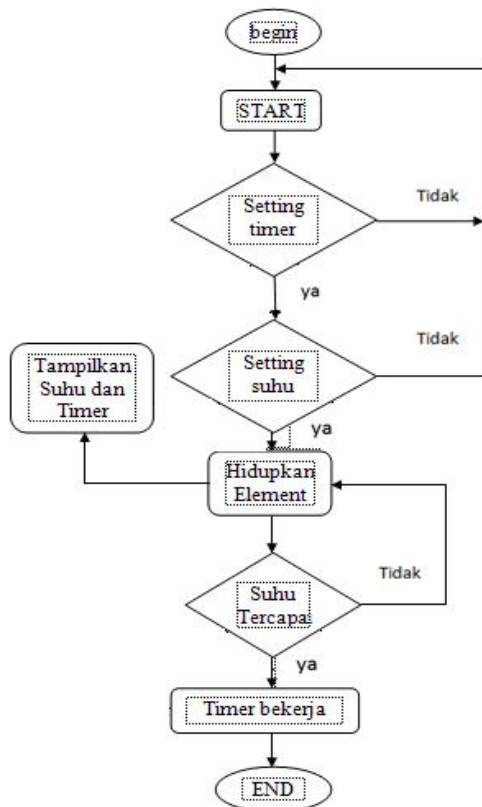 begin
START
Setting
timer
Tidak
ya
Setting
suhu
Tidak
ya
Tampilkan
Suhu dan
Timer
Hidupkan
Element
Suhu
Tercapai
Tidak
ya
Timer bekerja
END